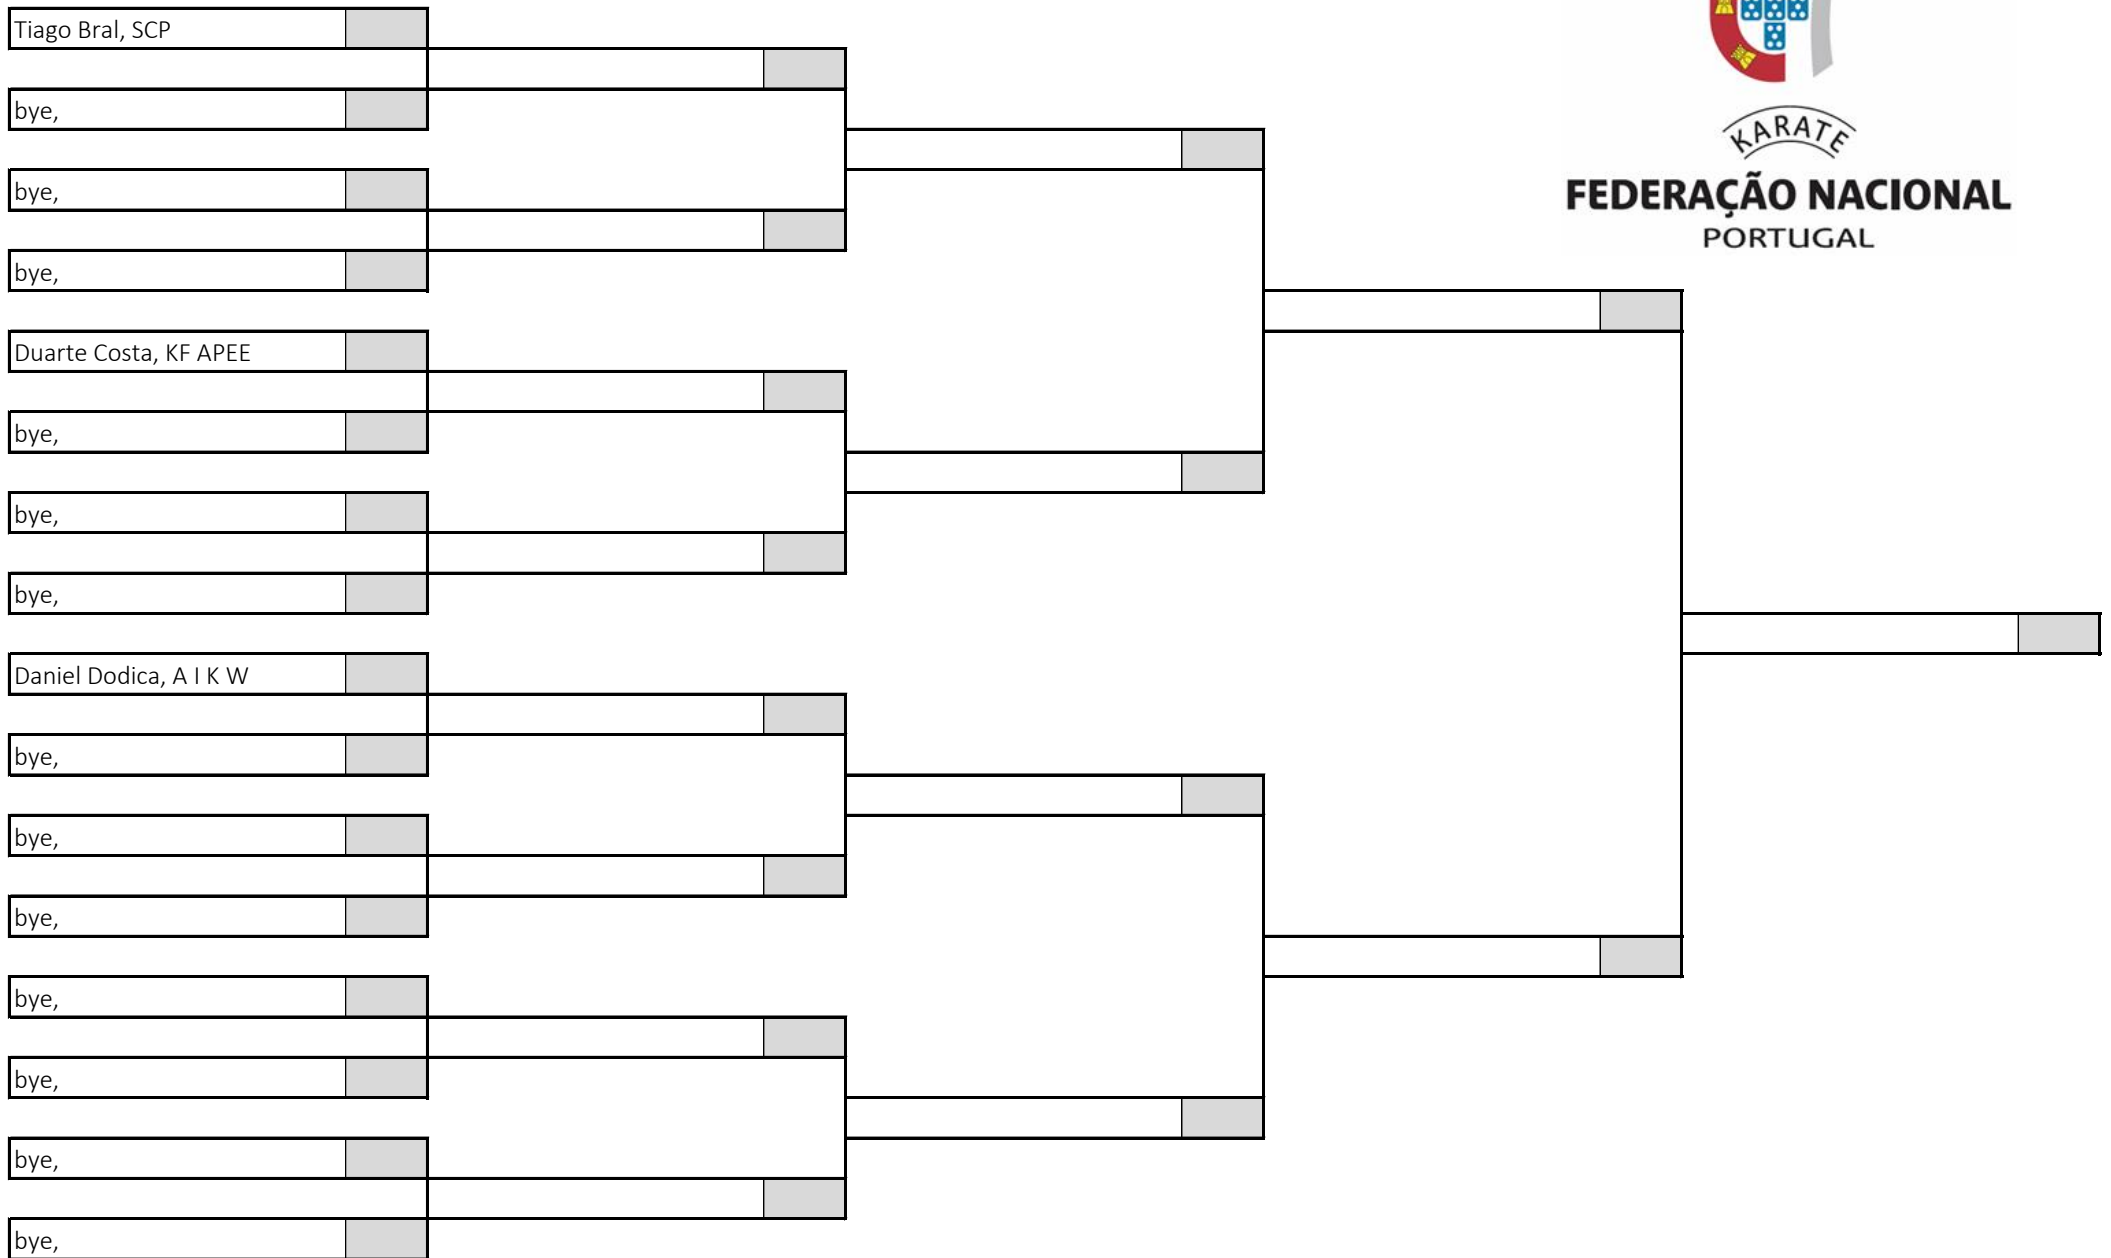 Tiago Bral, SCP
bye,
KARATE
bye,
FEDERAÇÃO NACIONAL
PORTUGAL
bye,
Duarte Costa, KF APEE
bye,
bye,
bye,
Daniel Dodica, A I K W
bye,
bye,
bye,
bye,
bye,
bye,
bye,